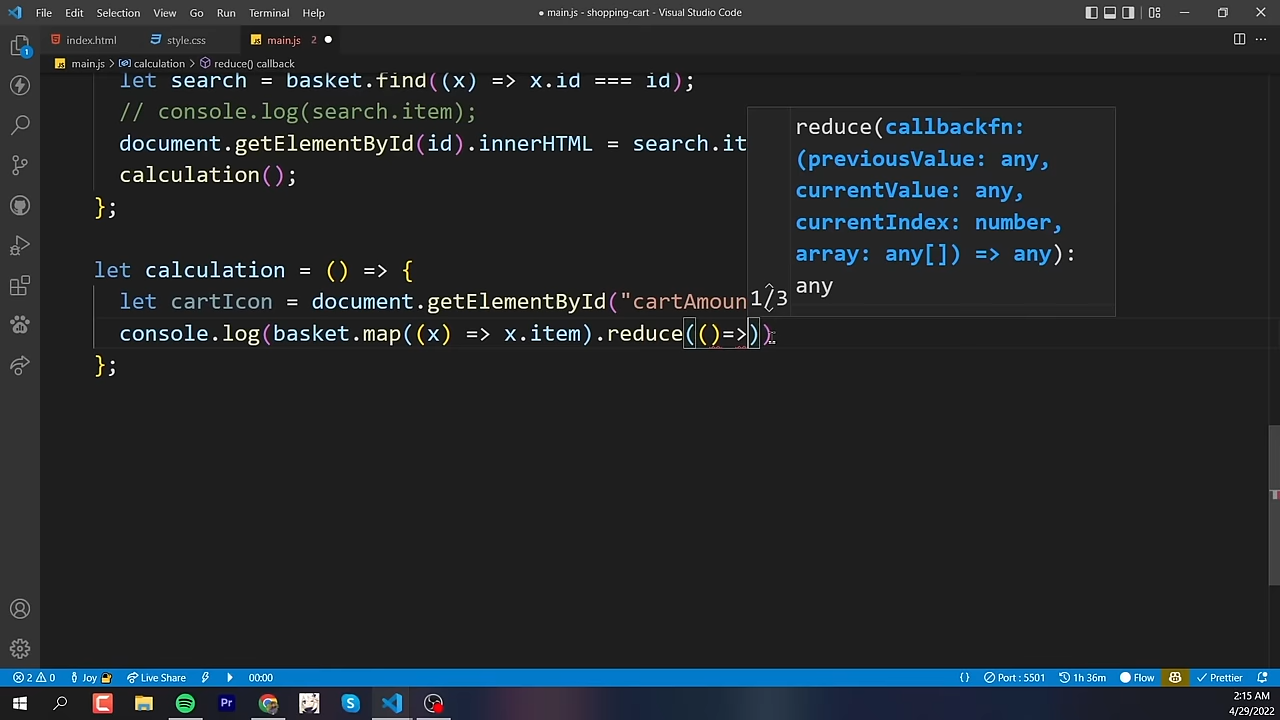 File Edit Selection View Go Run Terminal Help
● main.js - shopping-cart - Visual Studio Code
index.html style.css main.js 2 ●
main.js > calculation > reduce() callback
let search = basket.find((x) => x.id === id);
// console.log(search.item);
document.getElementById(id).innerHTML = search.it
calculation();
};
let calculation = () => {
let cartIcon = document.getElementById("cartAmoun
console.log(basket.map((x) => x.item).reduce(()=>))
};
reduce(callbackfn:
(previousValue: any,
currentValue: any,
currentIndex: number,
array: any[]) => any):
any
1/3
1
2 0 Joy Live Share 00:00 {} Port : 5501 1h 36m Flow Prettier
Pr
2:15 AM
4/29/2022